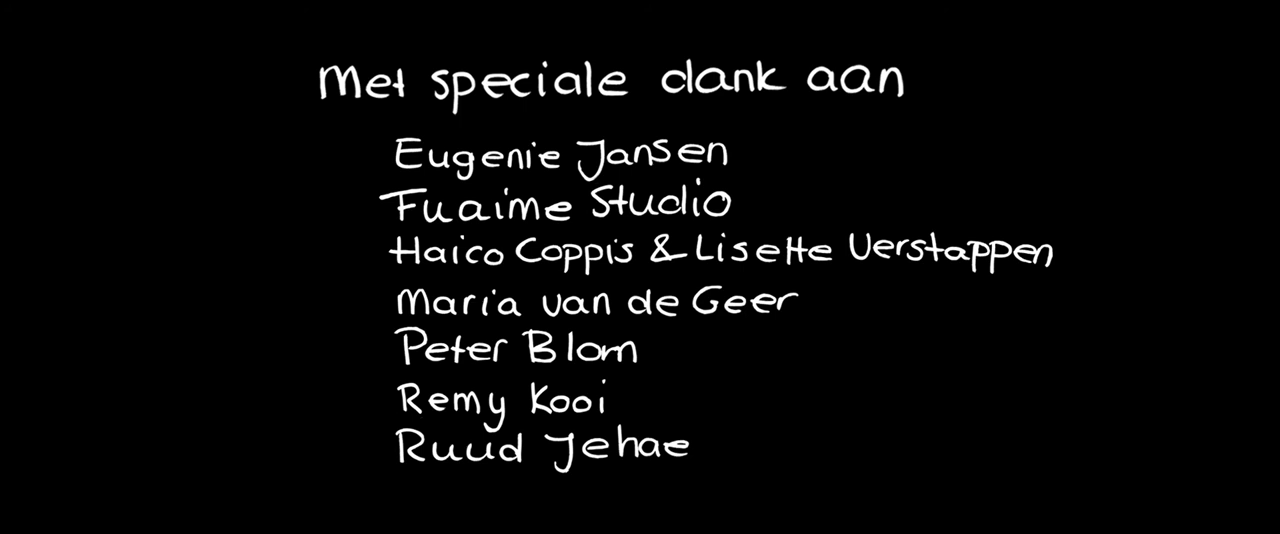 Met speciale dank aan
Eugenie Jansen
Fuaime Studio
Haico Coppis & Lisette Verstappen
Maria van de Geer
Peter Blom
Remy Kooi
Ruud Jehae